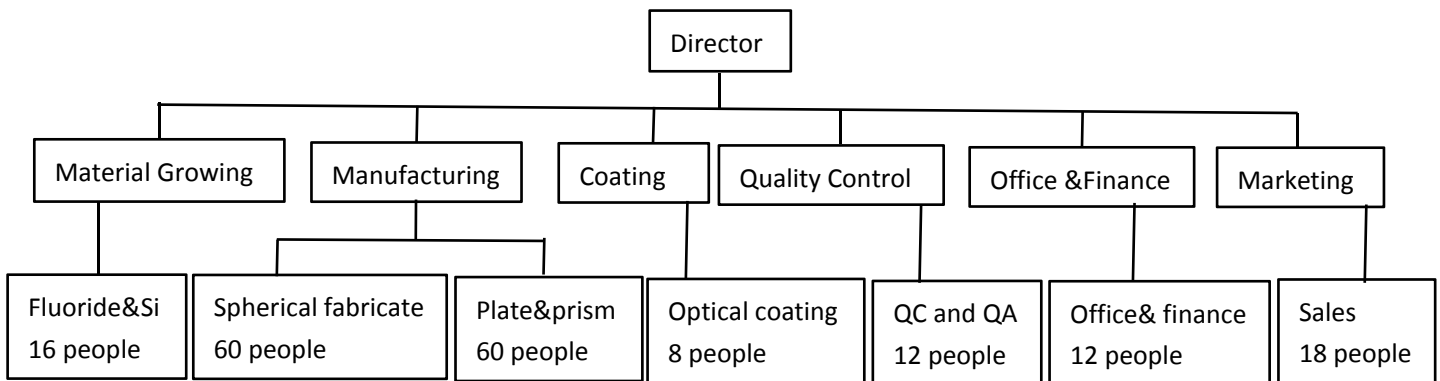 Director
Material Growing
Manufacturing
Coating
Quality Control
Office &Finance
Marketing
Fluoride&Si
16 people
Spherical fabricate
60 people
Plate&prism
60 people
Optical coating
8 people
QC and QA
12 people
Office& finance
12 people
Sales
18 people